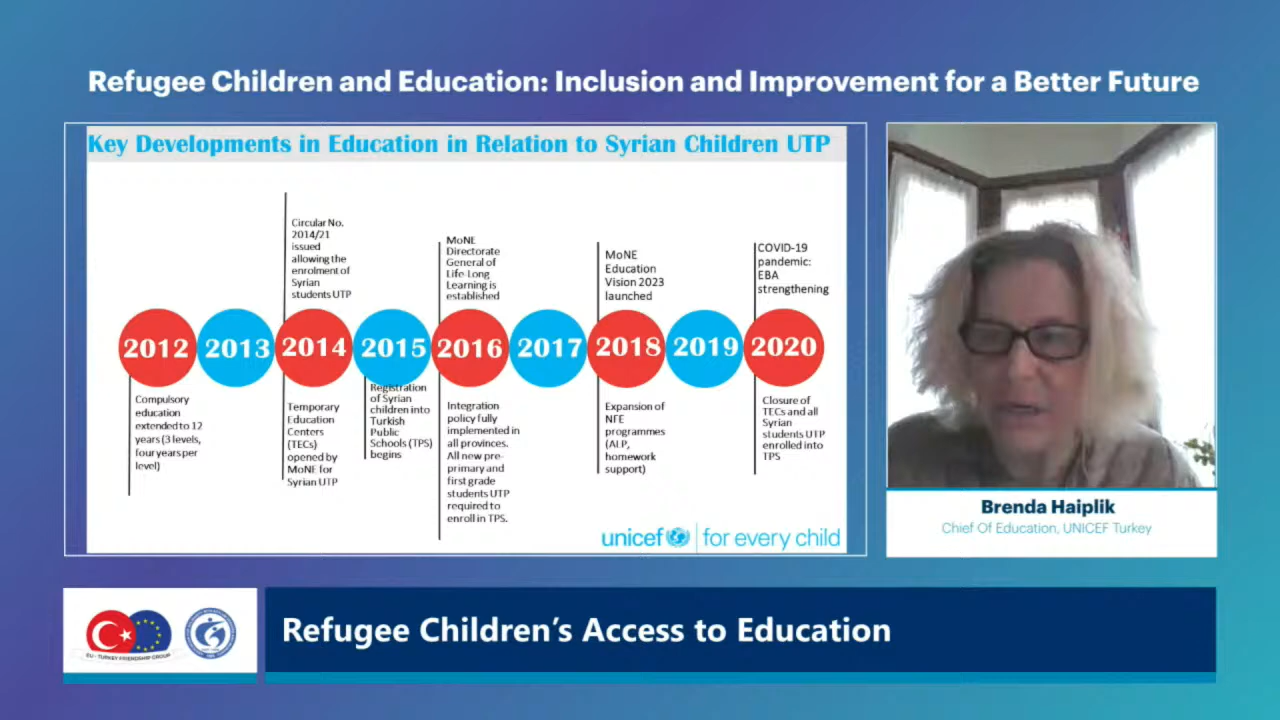 Refugee Children and Education: Inclusion and Improvement for a Better Future
Key Developments in Education in Relation to Syrian Children UTP
Circular No.
2014/21
issued
allowing the
enrolment of
Syrian
students UTP
MoNE
Directorate
General of
Life-Long
Learning is
established
MoNE
Education
Vision 2023
launched
COVID-19
pandemic:
EBA
strengthening
2012 2013 2014 2015 2016 2017 2018 2019 2020
Compulsory
education
extended to 12
years (3 levels,
four years per
level)
Temporary
Education
Centers
(TECs)
opened by
MoNE for
Syrian UTP
Registration
of Syrian
children into
Turkish
Public
Schools (TPS)
begins
Integration
policy fully
implemented in
all provinces.
All new pre-
primary and
first grade
students UTP
required to
enroll in TPS.
Expansion of
NFE
programmes
(ALP,
homework
support)
Closure of
TECs and all
Syrian
students UTP
enrolled into
TPS
unicef for every child
Brenda Haiplik
Chief Of Education, UNICEF Turkey
EU - TURKEY FRIENDSHIP GROUP
Refugee Children’s Access to Education